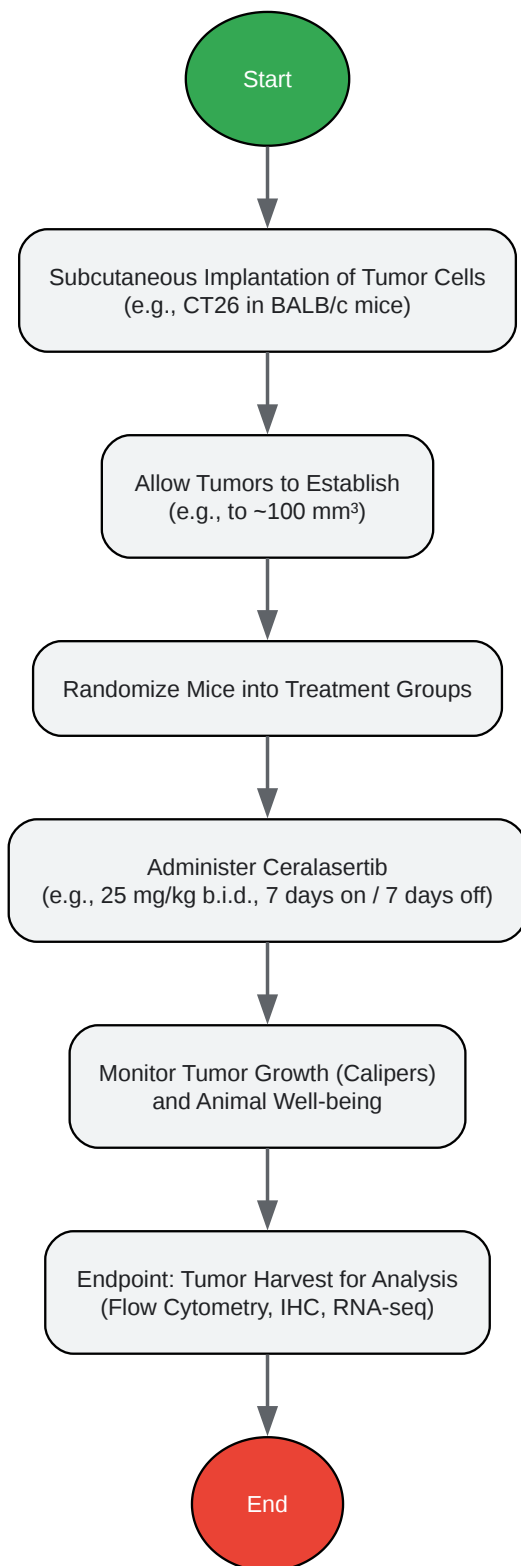 Start
Subcutaneous Implantation of Tumor Cells
(e.g., CT26 in BALB/c mice)
Allow Tumors to Establish
(e.g., to ~100 mm³)
Randomize Mice into Treatment Groups
Administer Ceralasertib
(e.g., 25 mg/kg b.i.d., 7 days on / 7 days off)
Monitor Tumor Growth (Calipers)
and Animal Well-being
Endpoint: Tumor Harvest for Analysis
(Flow Cytometry, IHC, RNA-seq)
End